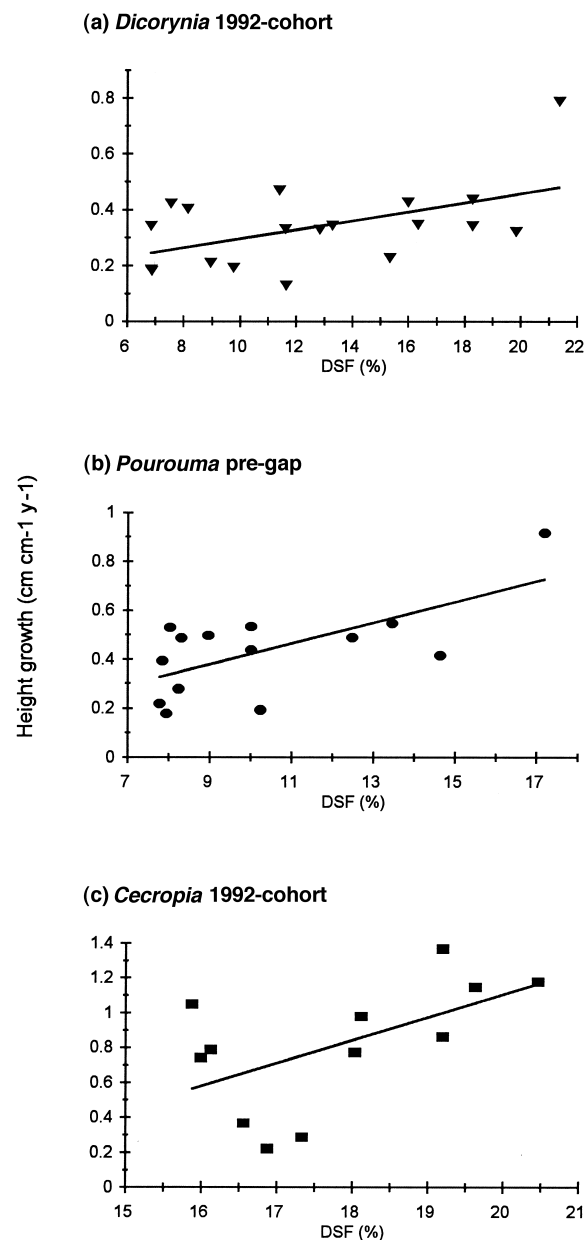 (a) Dicorynia 1992-cohort
0.8
0.6
0.4
0.2
0
6 8 10 12 14 16 18 20 22
DSF (%)
(b) Pourouma pre-gap
Height growth (cm cm-1 y-1)
1
0.8
0.6
0.4
0.2
0
7 9 11 13 15 17
DSF (%)
(c) Cecropia 1992-cohort
1.4
1.2
1.0
0.8
0.6
0.4
0.2
0
15 16 17 18 19 20 21
DSF (%)